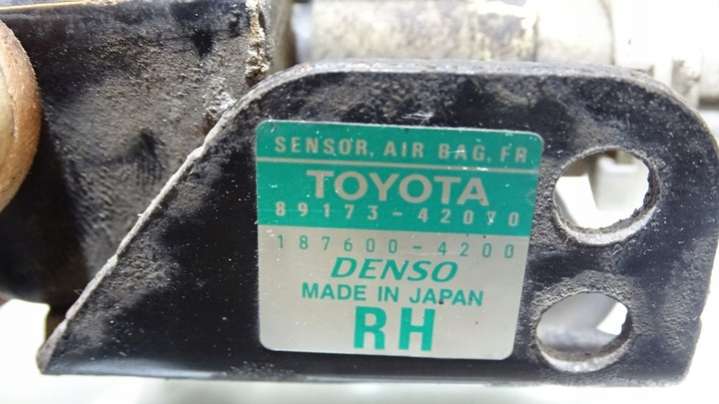 SENSOR, AIR BAG, FR
TOYOTA
89173-42070
187600-4200
DENSO
MADE IN JAPAN
RH